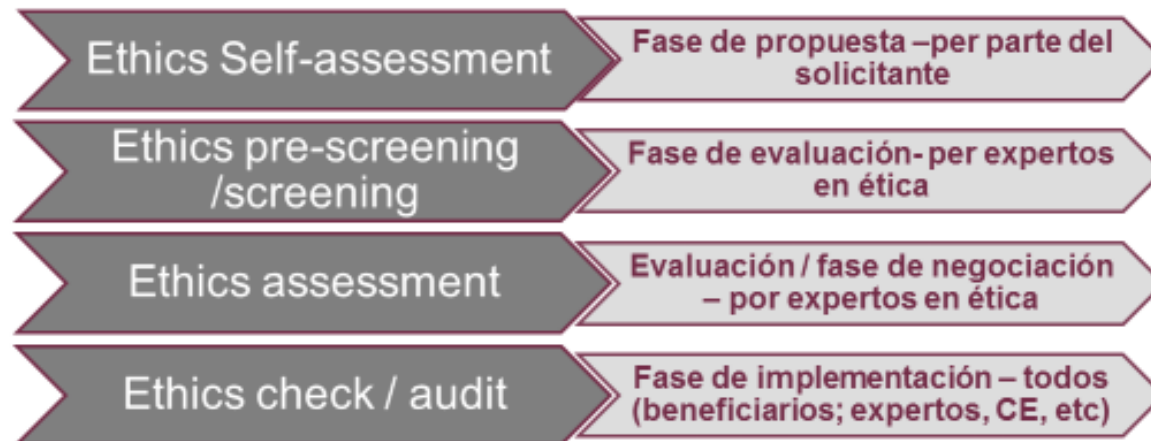 Ethics Self-assessment
Fase de propuesta –per parte del
solicitante
Ethics pre-screening
/screening
Fase de evaluación- per expertos
en ética
Ethics assessment
Evaluación / fase de negociación
– por expertos en ética
Ethics check / audit
Fase de implementación – todos
(beneficiarios; expertos, CE, etc)